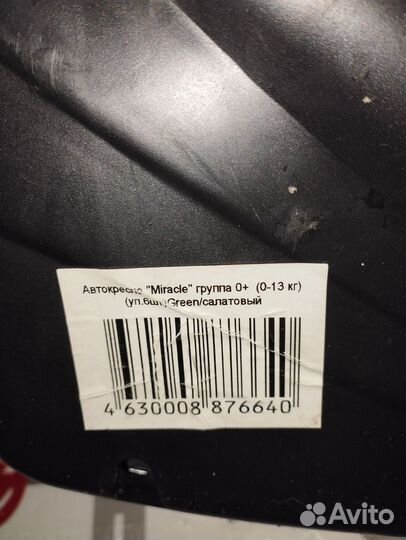 Автокресло "Miracle" группа 0+ (0-13 кг)
(уп.6шт)Green/салатовый
4 630008 876640
Avito